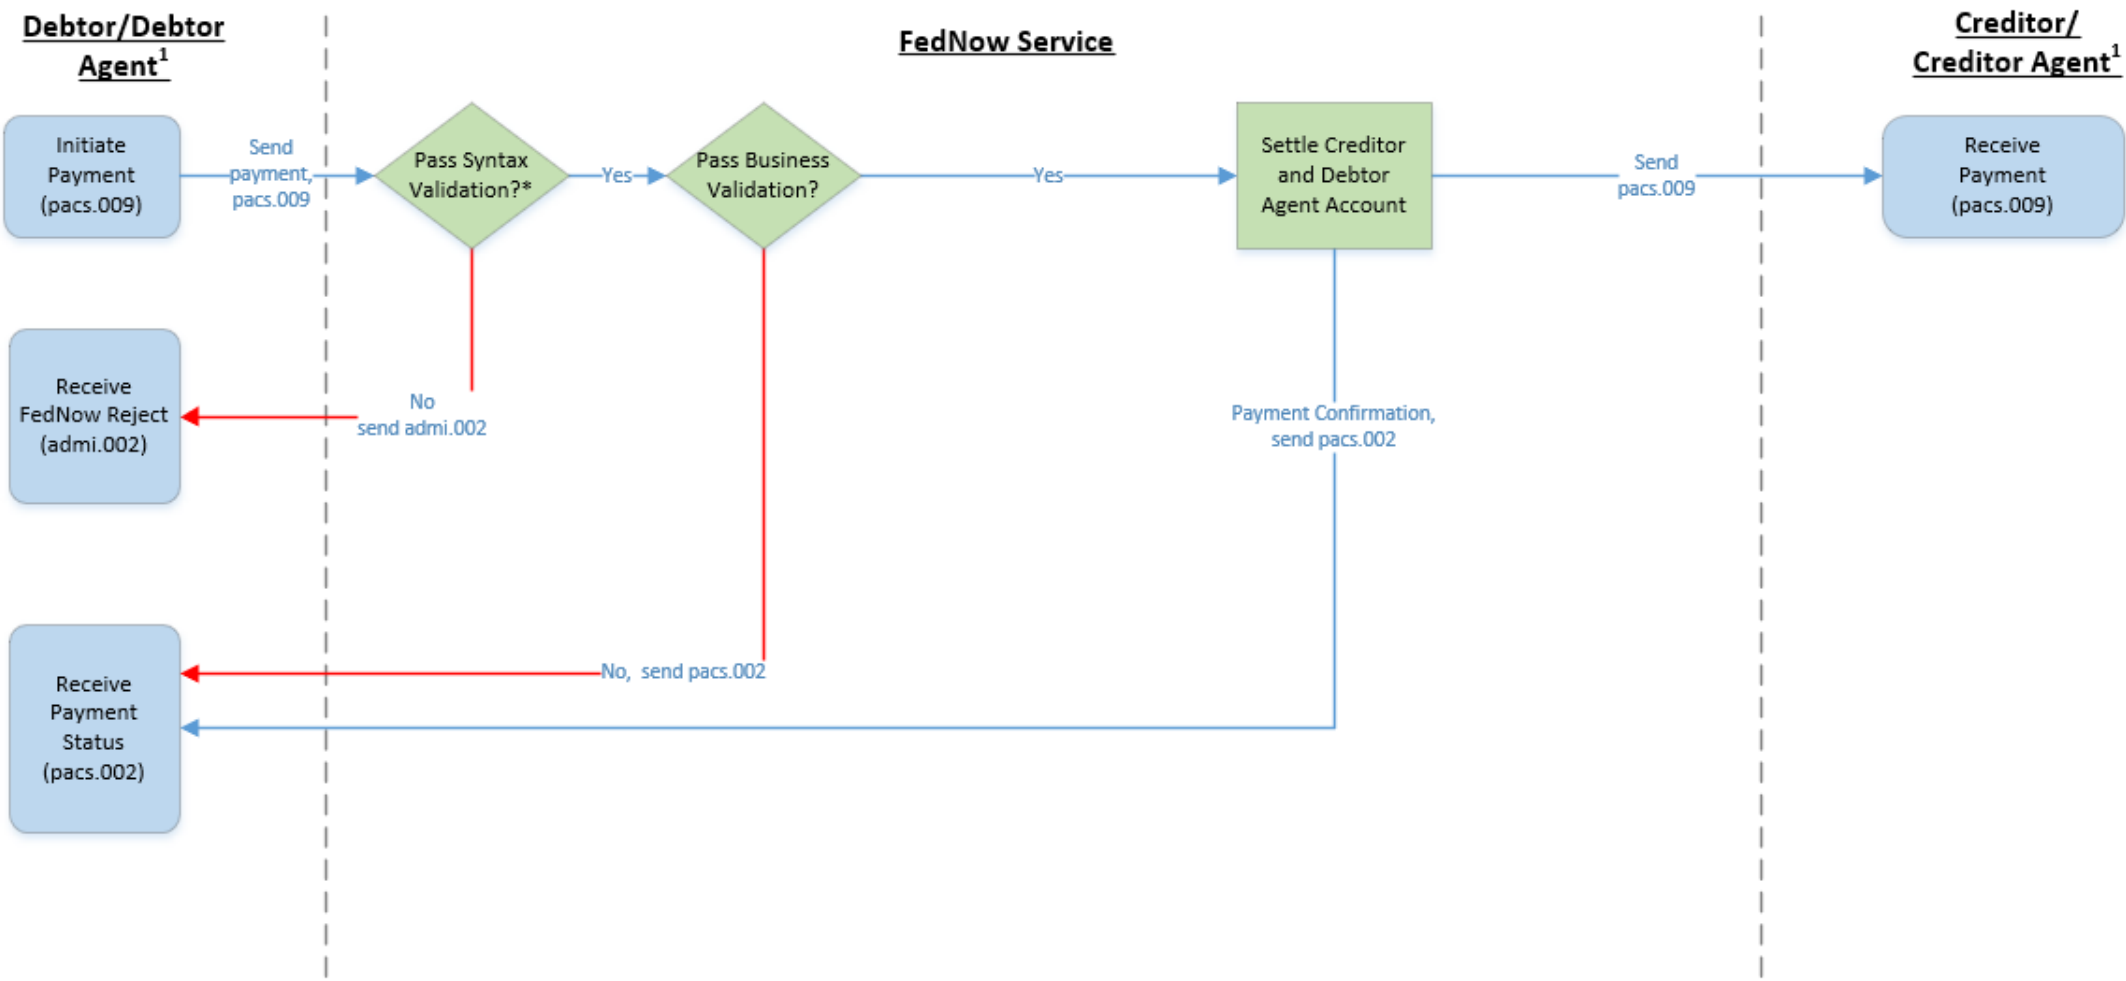 Debtor/Debtor
Agent1
FedNow Service
Creditor/
Creditor Agent1
Initiate
Payment
(pacs.009)
Send
payment,
pacs.009
Pass Syntax
Validation?*
Yes
Pass Business
Validation?
Yes
Settle Creditor
and Debtor
Agent Account
Send
pacs.009
Receive
Payment
(pacs.009)
Receive
FedNow Reject
(admi.002)
No
send admi.002
Payment Confirmation,
send pacs.002
Receive
Payment
Status
(pacs.002)
No, send pacs.002